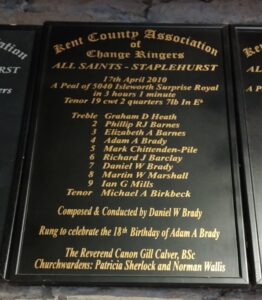 Kent County Association
of
Change Ringers
ALL SAINTS - STAPLEHURST
17th April 2010
A Peal of 5040 Isleworth Surprise Royal
in 3 hours 1 minute
Tenor 19 cwt 2 quarters 7lb In Eb
Treble Graham D Heath
2 Phillip RJ Barnes
3 Elizabeth A Barnes
4 Adam A Brady
5 Mark Chittenden-Pile
6 Richard J Barclay
7 Daniel W Brady
8 Martin W Marshall
9 Ian G Mills
Tenor Michael A Birkbeck
Composed & Conducted by Daniel W Brady
Rung to celebrate the 18th Birthday of Adam A Brady
The Reverend Canon Gill Calver, BSc
Churchwardens: Patricia Sherlock and Norman Wallis